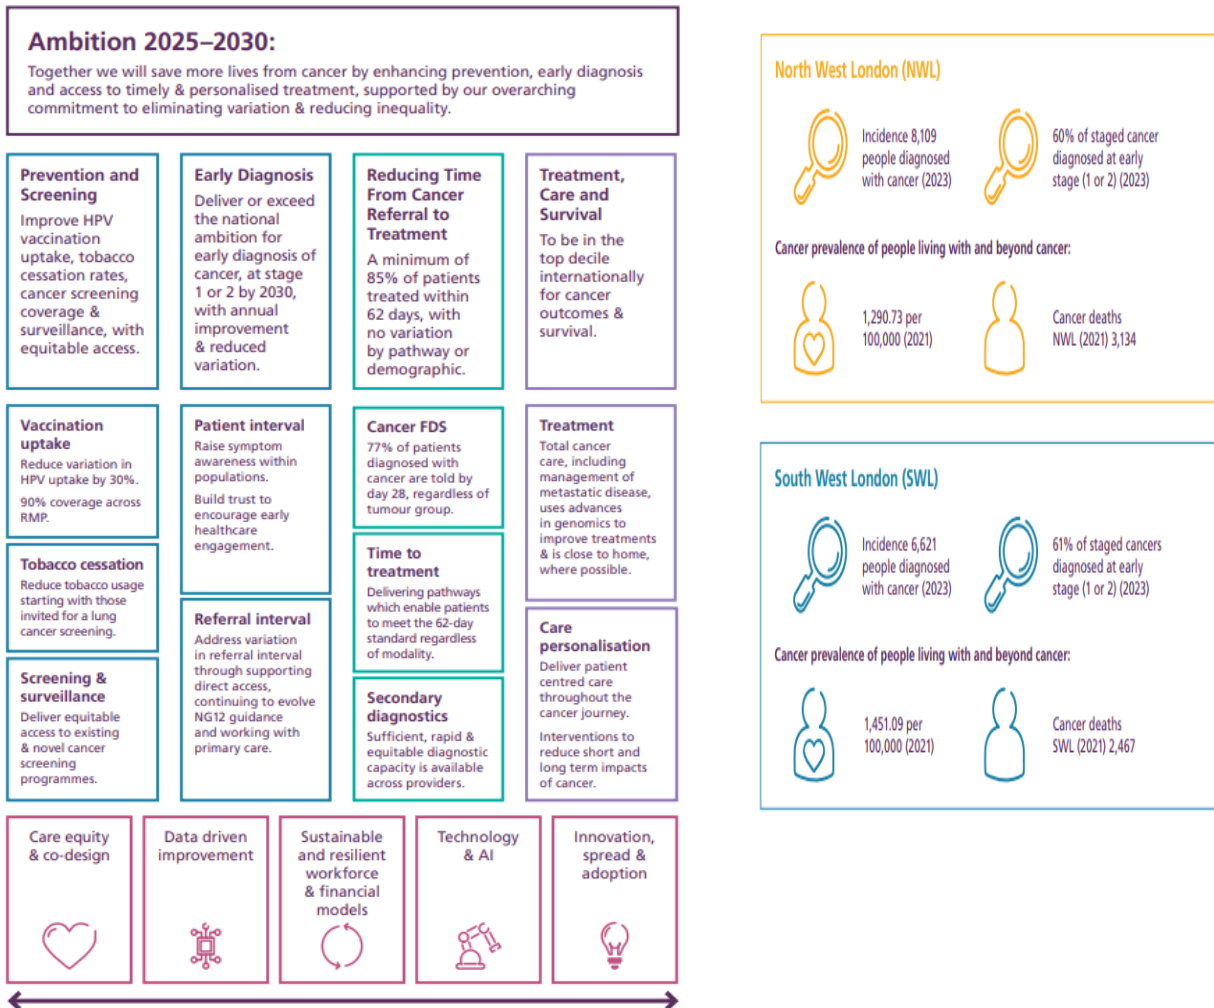 Ambition 2025–2030:
Together we will save more lives from cancer by enhancing prevention, early diagnosis
and access to timely & personalised treatment, supported by our overarching
commitment to eliminating variation & reducing inequality.
Prevention and
Screening
Improve HPV
vaccination
uptake, tobacco
cessation rates,
cancer screening
coverage &
surveillance, with
equitable access.
Early Diagnosis
Deliver or exceed
the national
ambition for
early diagnosis of
cancer, at stage
1 or 2 by 2030,
with annual
improvement
& reduced
variation.
Reducing Time
From Cancer
Referral to
Treatment
A minimum of
85% of patients
treated within
62 days, with
no variation
by pathway or
demographic.
Treatment,
Care and
Survival
To be in the
top decile
internationally
for cancer
outcomes &
survival.
Vaccination
uptake
Reduce variation in
HPV uptake by 30%.
90% coverage across
RMP.
Tobacco cessation
Reduce tobacco usage
starting with those
invited for a lung
cancer screening.
Screening &
surveillance
Deliver equitable
access to existing
& novel cancer
screening
programmes.
Patient interval
Raise symptom
awareness within
populations.
Build trust to
encourage early
healthcare
engagement.
Referral interval
Address variation
in referral interval
through supporting
direct access,
continuing to evolve
NG12 guidance
and working with
primary care.
Cancer FDS
77% of patients
diagnosed with
cancer are told by
day 28, regardless of
tumour group.
Time to
treatment
Delivering pathways
which enable patients
to meet the 62-day
standard regardless
of modality.
Secondary
diagnostics
Sufficient, rapid &
equitable diagnostic
capacity is available
across providers.
Treatment
Total cancer
care, including
management of
metastatic disease,
uses advances
in genomics to
improve treatments
& is close to home,
where possible.
Care
personalisation
Deliver patient
centred care
throughout the
cancer journey.
Interventions to
reduce short and
long term impacts
of cancer.
Care equity
& co-design
Data driven
improvement
Sustainable
and resilient
workforce
& financial
models
Technology
& AI
Innovation,
spread &
adoption
North West London (NWL)
Incidence 8,109
people diagnosed
with cancer (2023)
60% of staged cancer
diagnosed at early
stage (1 or 2) (2023)
Cancer prevalence of people living with and beyond cancer:
1,290.73 per
100,000 (2021)
Cancer deaths
NWL (2021) 3,134
South West London (SWL)
Incidence 6,621
people diagnosed
with cancer (2023)
61% of staged cancers
diagnosed at early
stage (1 or 2) (2023)
Cancer prevalence of people living with and beyond cancer:
1,451.09 per
100,000 (2021)
Cancer deaths
SWL (2021) 2,467